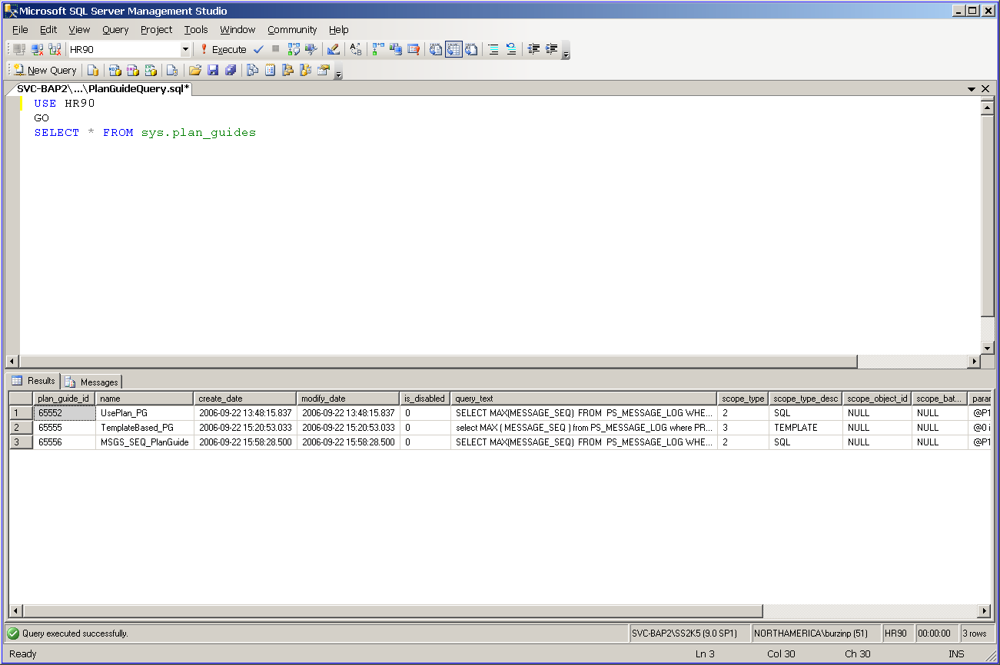 Microsoft SQL Server Management Studio
File Edit View Query Project Tools Window Community Help
HR90 Execute
New Query
SVC-BAP2\...\PlanGuideQuery.sql*
USE HR90
GO
SELECT * FROM sys.plan_guides
Results Messages
plan_guide_id name create_date modify_date is_disabled query_text scope_type scope_type_desc scope_object_id scope_bat... param
1 65552 UsePlan_PG 2006-09-22 13:48:15.837 2006-09-22 13:48:15.837 0 SELECT MAX(MESSAGE_SEQ) FROM PS_MESSAGE_LOG WHE... 2 SQL NULL NULL @P1
2 65555 TemplateBased_PG 2006-09-22 15:20:53.033 2006-09-22 15:20:53.033 0 select MAX ( MESSAGE_SEQ ) from PS_MESSAGE_LOG where PR... 3 TEMPLATE NULL NULL @0 i
3 65556 MSGS_SEQ_PlanGuide 2006-09-22 15:58:28.500 2006-09-22 15:58:28.500 0 SELECT MAX(MESSAGE_SEQ) FROM PS_MESSAGE_LOG WHE... 2 SQL NULL NULL @P1
Query executed successfully. SVC-BAP2\SS2K5 (9.0 SP1) NORTHAMERICA\burzinp (51) HR90 00:00:00 3 rows
Ready Ln 3 Col 30 Ch 30 INS